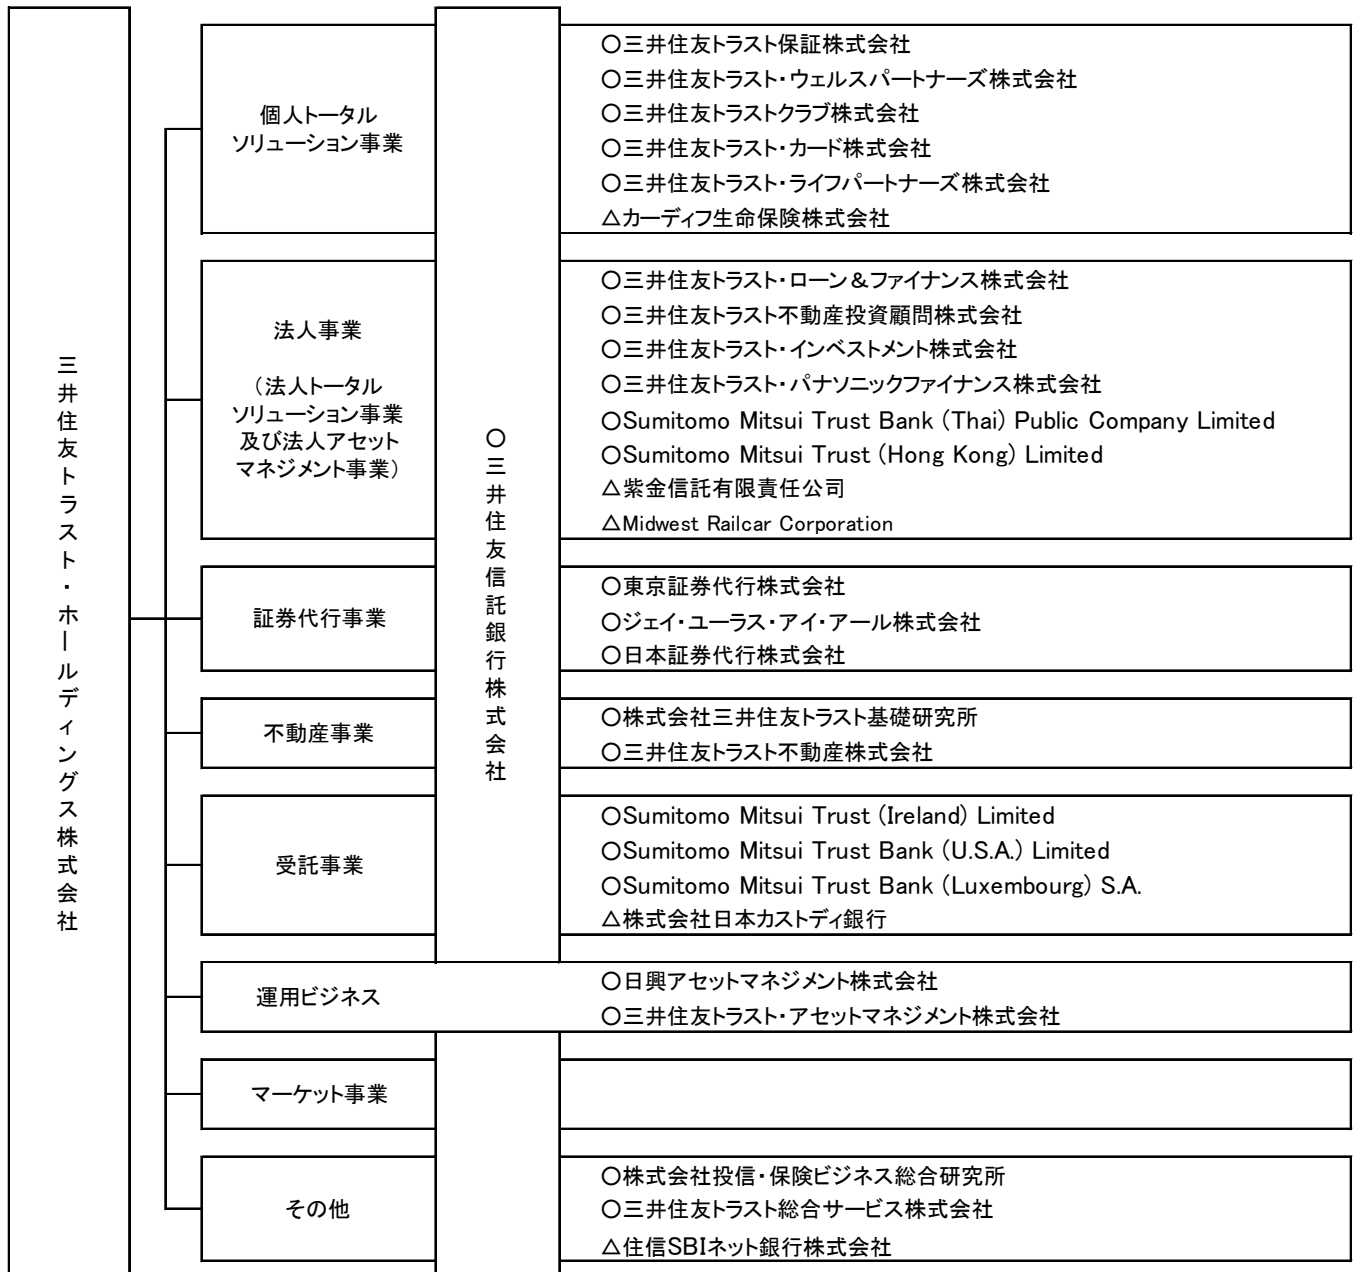 三井住友トラスト・ホールディングス株式会社
個人トータル
ソリューション事業
○三井住友トラスト保証株式会社
○三井住友トラスト・ウェルスパートナーズ株式会社
○三井住友トラストクラブ株式会社
○三井住友トラスト・カード株式会社
○三井住友トラスト・ライフパートナーズ株式会社
△カーディフ生命保険株式会社
法人事業
（法人トータル
ソリューション事業
及び法人アセット
マネジメント事業）
○三井住友信託銀行株式会社
○三井住友トラスト・ローン＆ファイナンス株式会社
○三井住友トラスト不動産投資顧問株式会社
○三井住友トラスト・インベストメント株式会社
○三井住友トラスト・パナソニックファイナンス株式会社
○Sumitomo Mitsui Trust Bank (Thai) Public Company Limited
○Sumitomo Mitsui Trust (Hong Kong) Limited
△紫金信託有限責任公司
△Midwest Railcar Corporation
証券代行事業
○東京証券代行株式会社
○ジェイ・ユーラス・アイ・アール株式会社
○日本証券代行株式会社
不動産事業
○株式会社三井住友トラスト基礎研究所
○三井住友トラスト不動産株式会社
受託事業
○Sumitomo Mitsui Trust (Ireland) Limited
○Sumitomo Mitsui Trust Bank (U.S.A.) Limited
○Sumitomo Mitsui Trust Bank (Luxembourg) S.A.
△株式会社日本カストディ銀行
運用ビジネス
○日興アセットマネジメント株式会社
○三井住友トラスト・アセットマネジメント株式会社
マーケット事業
その他
○株式会社投信・保険ビジネス総合研究所
○三井住友トラスト総合サービス株式会社
△住信SBIネット銀行株式会社